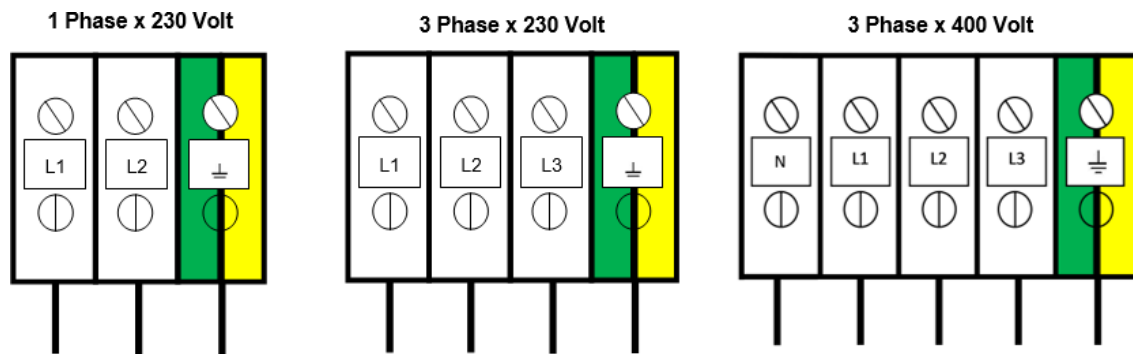 1 Phase x 230 Volt
3 Phase x 230 Volt
3 Phase x 400 Volt
L1 L2
L1 L2 L3
N L1 L2 L3